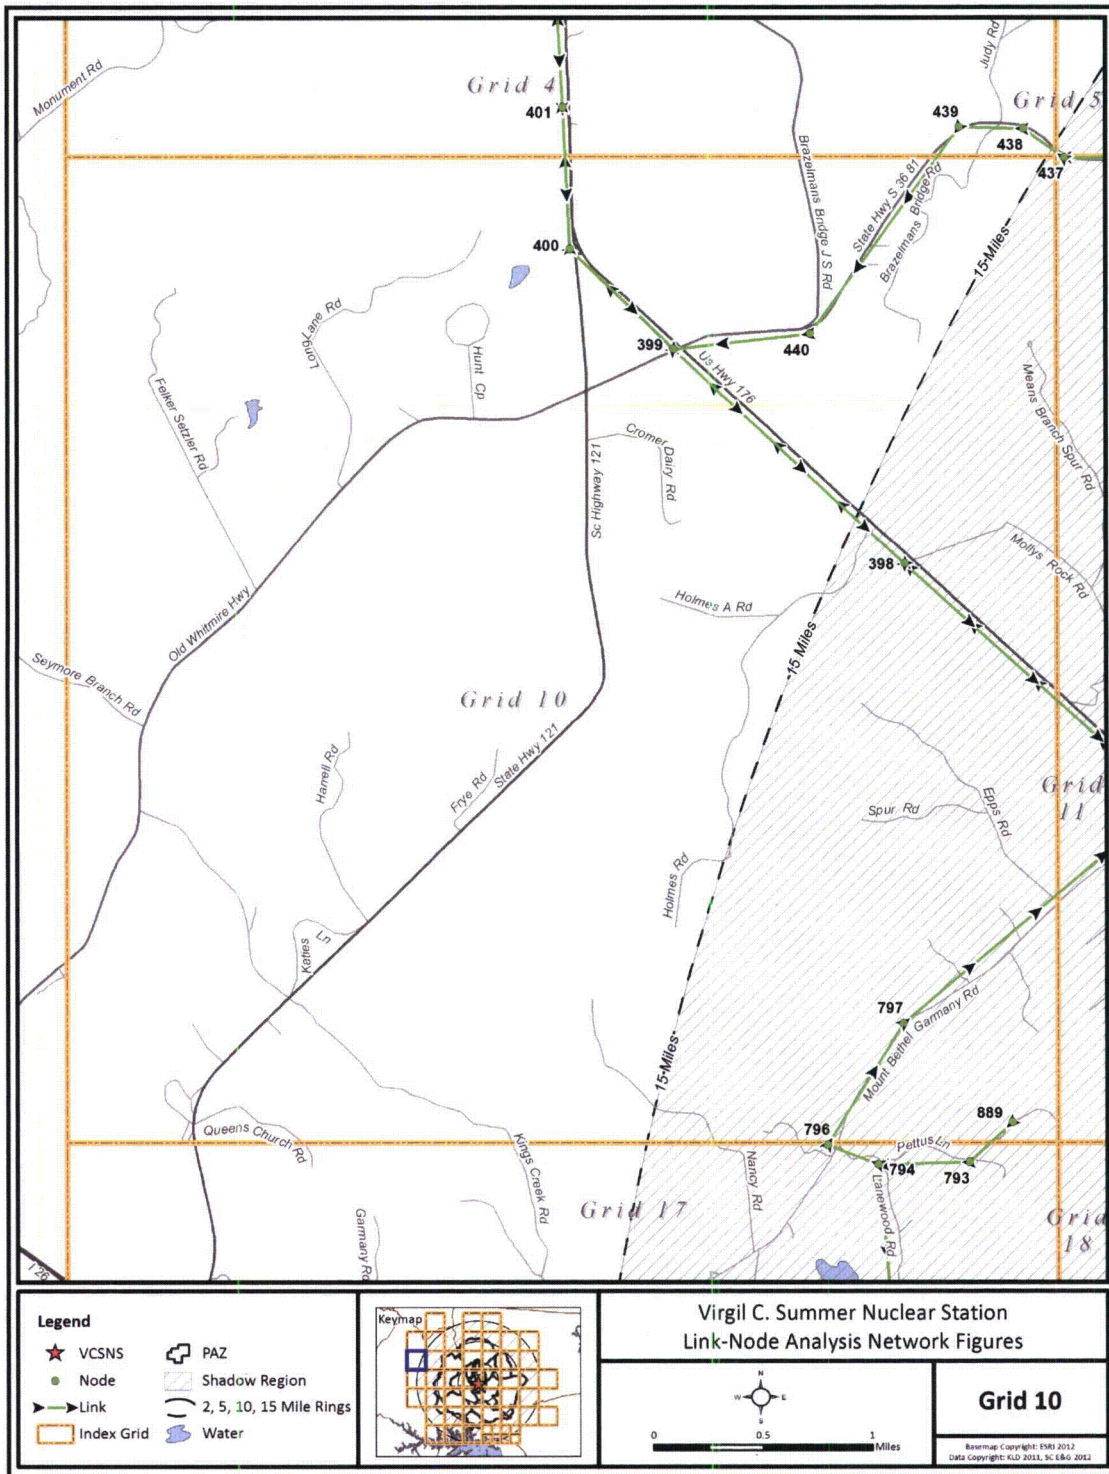 Monument Rd
Grid 4
401
Judy Rd
Grid 5
439
438
437
Brazelmans Bridge J S Rd
State Hwy S 36 81
Brazelmans Bridge Rd
15 Miles
400
Long Lane Rd
Hunt Cp
399
440
Us Hwy 176
Felker Setzler Rd
Means Branch Spur Rd
Cromer Dairy Rd
Sc Highway 121
398
Mollys Rock Rd
Holmes A Rd
Old Whitmire Hwy
15 Miles
Seymore Branch Rd
Grid 10
State Hwy 121
Harrell Rd
Frye Rd
Grid 11
Spur Rd
Epps Rd
Holmes Rd
Katies Ln
797
Mount Bethel Garmany Rd
15 Miles
889
796
Queens Church Rd
Pettus Ln
794
793
Kings Creek Rd
Nancy Rd
Lanewood Rd
Grid 17
Grid 18
Garmany Rd
I 26
Legend
VCSNS
PAZ
Node
Shadow Region
Link
2, 5, 10, 15 Mile Rings
Index Grid
Water
Keymap
Virgil C. Summer Nuclear Station
Link-Node Analysis Network Figures
N
W E
S
0 0.5 1
Miles
Grid 10
Basemap Copyright: ESRI 2012
Data Copyright: KLD 2011, SC E&G 2012